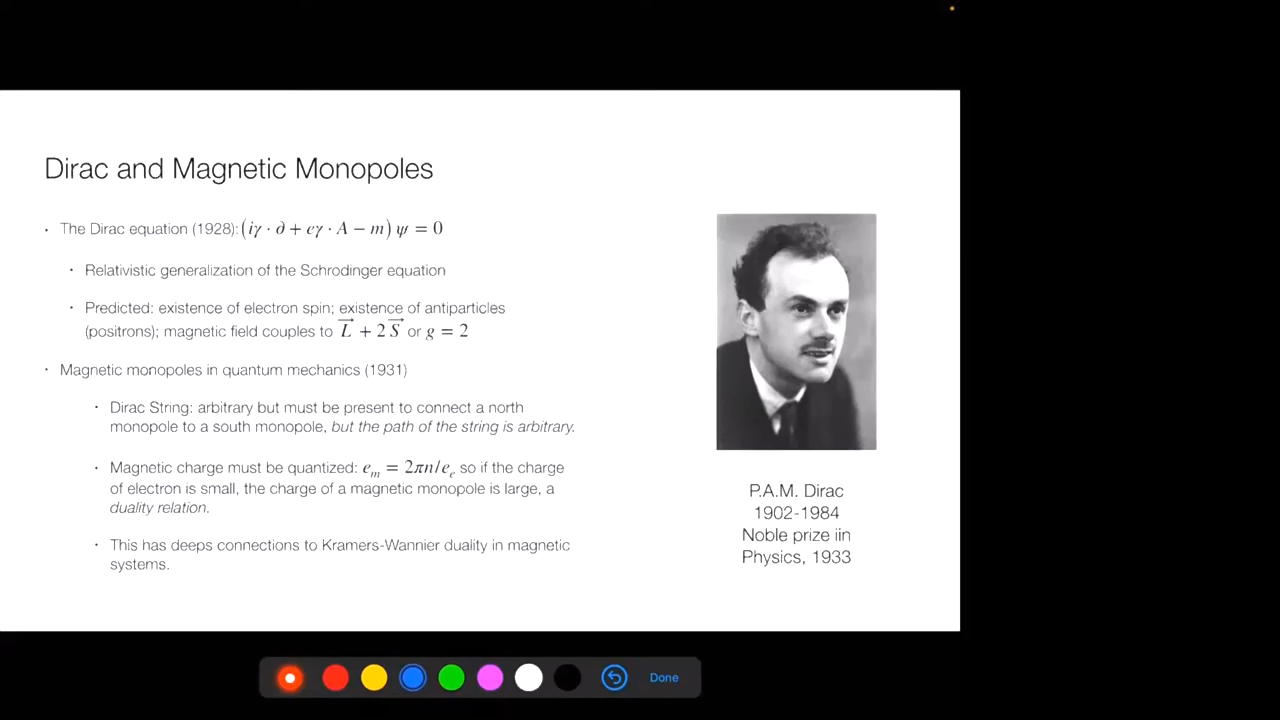 Dirac and Magnetic Monopoles
• The Dirac equation (1928): (iγ · ∂ + eγ · A − m) ψ = 0
• Relativistic generalization of the Schrodinger equation
• Predicted: existence of electron spin; existence of antiparticles
(positrons); magnetic field couples to L⃗ + 2S⃗ or g = 2
• Magnetic monopoles in quantum mechanics (1931)
• Dirac String: arbitrary but must be present to connect a north
monopole to a south monopole, but the path of the string is arbitrary.
• Magnetic charge must be quantized: eₘ = 2πn/eₑ so if the charge
of electron is small, the charge of a magnetic monopole is large, a
duality relation.
• This has deeps connections to Kramers-Wannier duality in magnetic
systems.
P.A.M. Dirac
1902-1984
Noble prize iin
Physics, 1933
Done